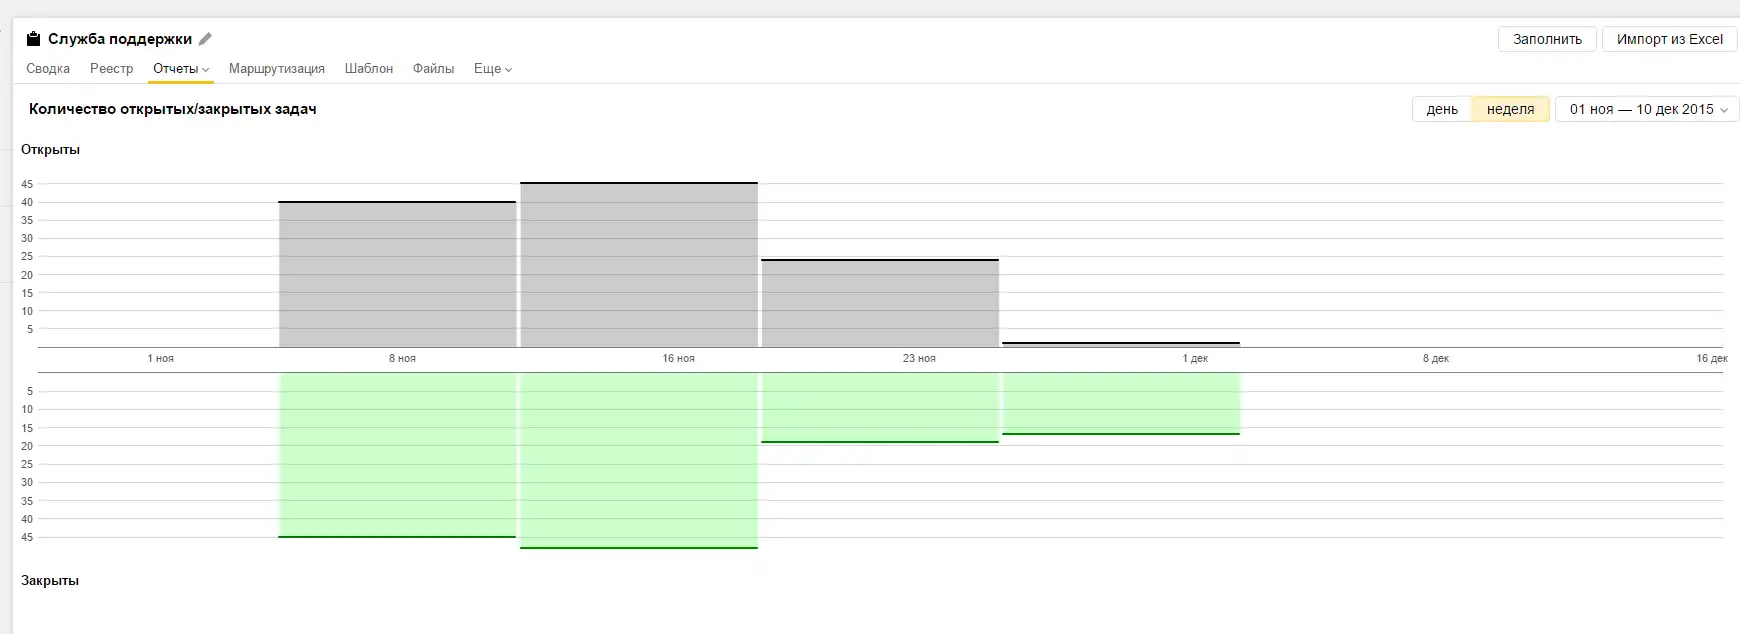 Служба поддержки
Заполнить Импорт из Excel
Сводка Реестр Отчеты Маршрутизация Шаблон Файлы Еще
Количество открытых/закрытых задач
день неделя 01 ноя — 10 дек 2015
Открыты
45
40
35
30
25
20
15
10
5
1 ноя 8 ноя 16 ноя 23 ноя 1 дек 8 дек 16 дек
5
10
15
20
25
30
35
40
45
Закрыты